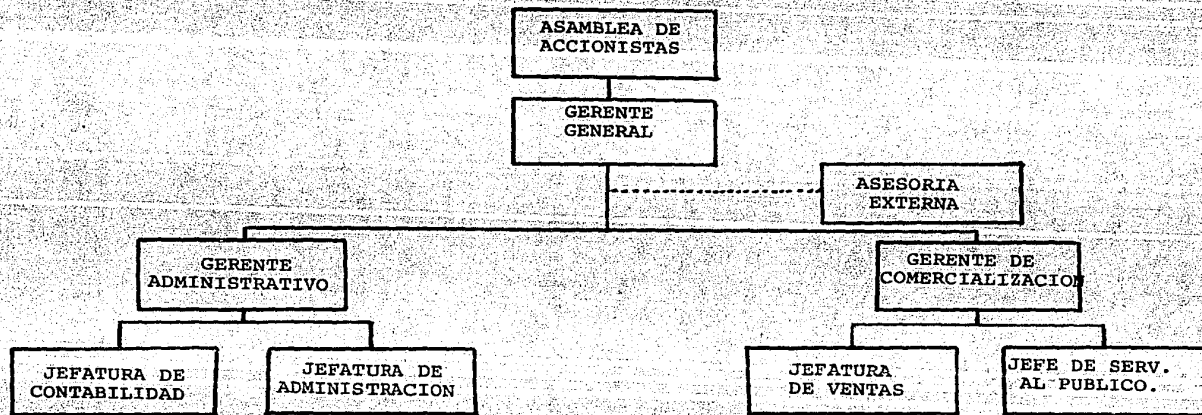 ASAMBLEA DE
ACCIONISTAS
GERENTE
GENERAL
ASESORIA
EXTERNA
GERENTE
ADMINISTRATIVO
GERENTE DE
COMERCIALIZACION
JEFATURA DE
CONTABILIDAD
JEFATURA DE
ADMINISTRACION
JEFATURA
DE VENTAS
JEFE DE SERV.
AL PUBLICO.